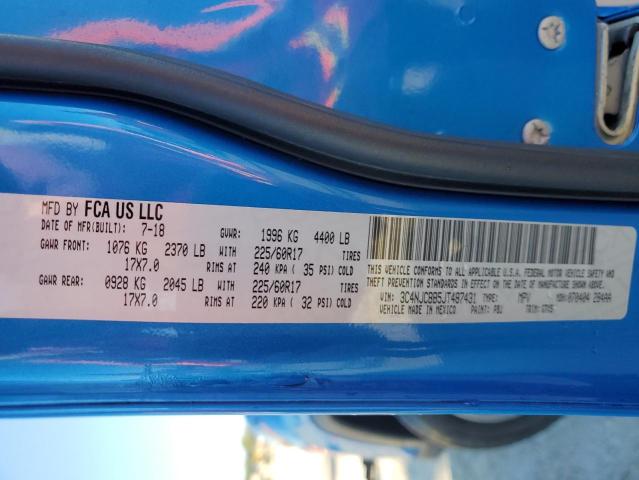 MFD BY FCA US LLC
DATE OF MFR(BUILT): 7-18 GVWR: 1996 KG 4400 LB
GAWR FRONT: 1076 KG 2370 LB WITH 225/60R17 TIRES
17X7.0 RIMS AT 240 KPA ( 35 PSI) COLD
GAWR REAR: 0928 KG 2045 LB WITH 225/60R17 TIRES
17X7.0 RIMS AT 220 KPA ( 32 PSI) COLD
THIS VEHICLE CONFORMS TO ALL APPLICABLE U.S.A. FEDERAL MOTOR VEHICLE SAFETY AND
THEFT PREVENTION STANDARDS IN EFFECT ON THE DATE OF MANUFACTURE SHOWN ABOVE.
VIN: 3C4NJCBB5JT487431 TYPE: MPV MDH: 070404 284AA
VEHICLE MADE IN MEXICO PAINT: PBJ TRIM: